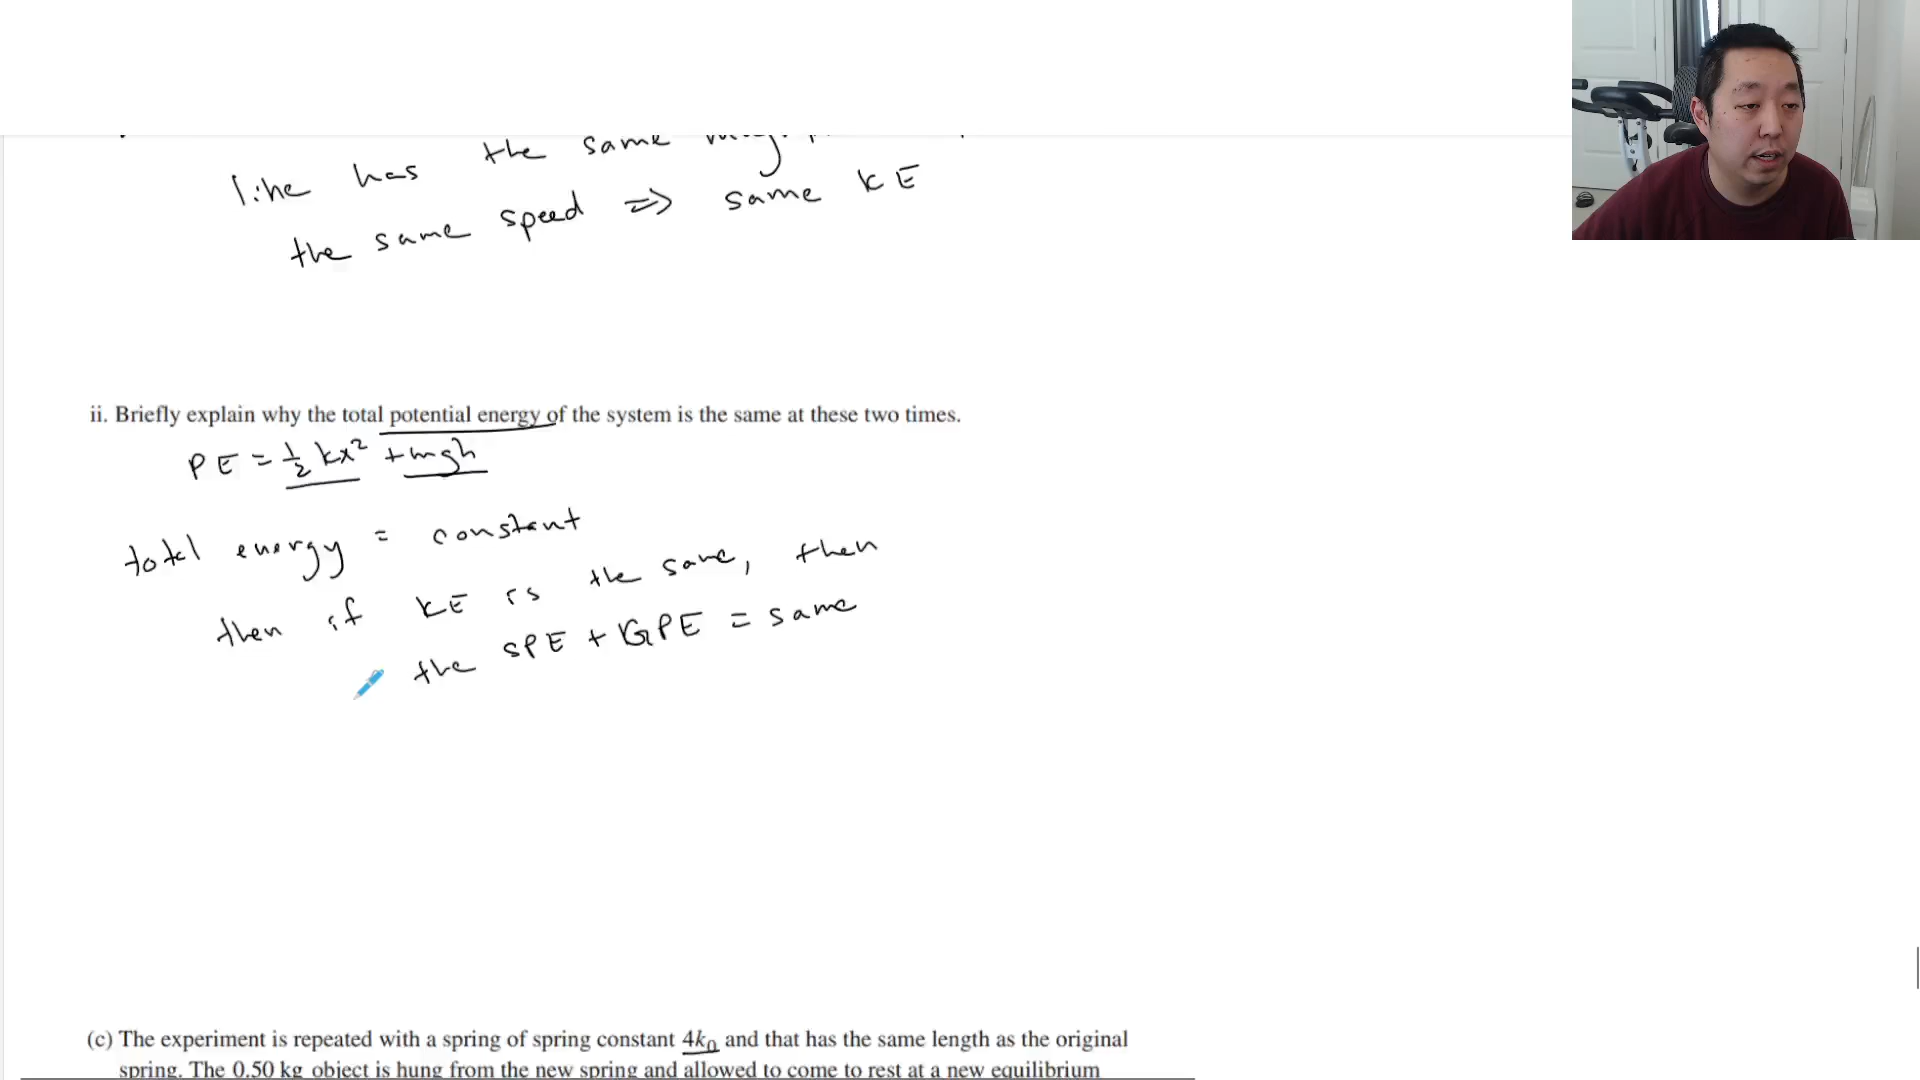 line has the same
the same speed => same KE
ii. Briefly explain why the total potential energy of the system is the same at these two times.
PE = 1/2 kx² + mgh
total energy = constant
then if KE is the same, then
the SPE + GPE = same
(c) The experiment is repeated with a spring of spring constant 4k₀ and that has the same length as the original
spring. The 0.50 kg object is hung from the new spring and allowed to come to rest at a new equilibrium